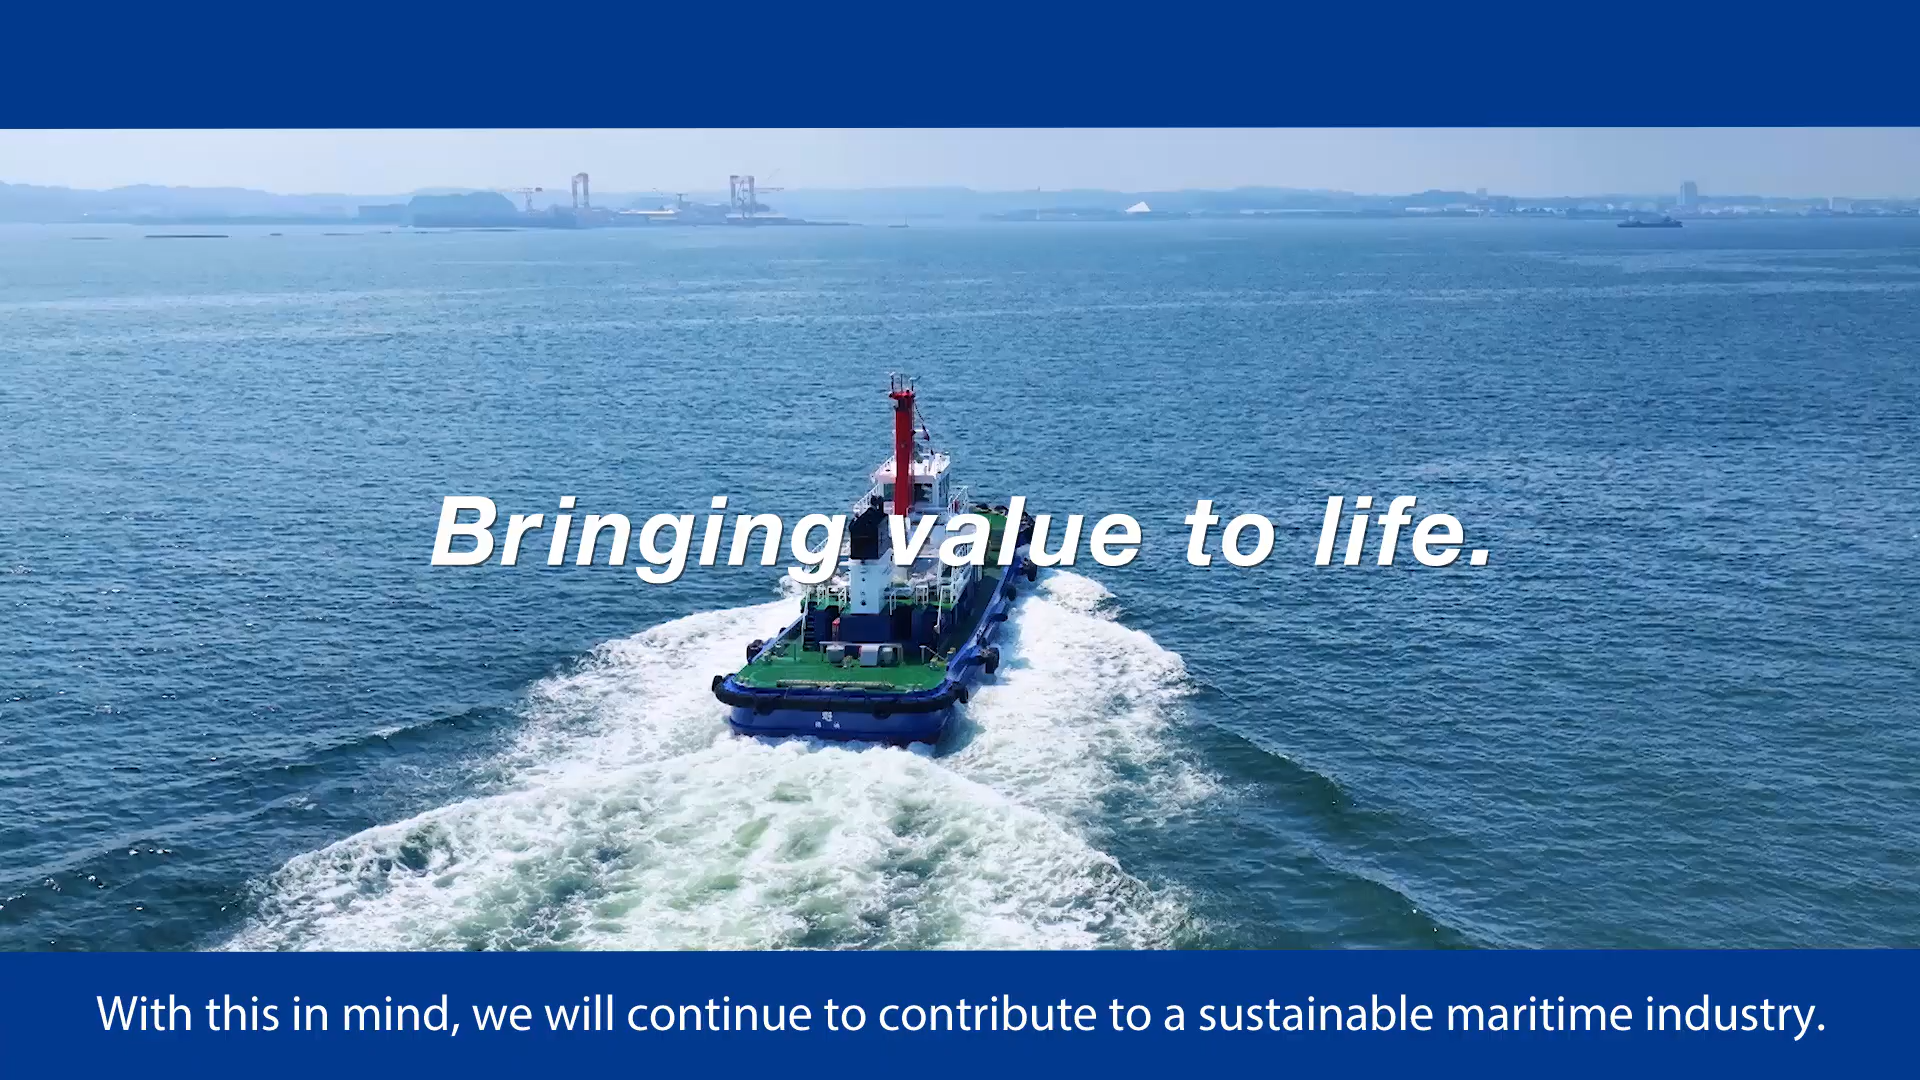 Bringing value to life.
With this in mind, we will continue to contribute to a sustainable maritime industry.